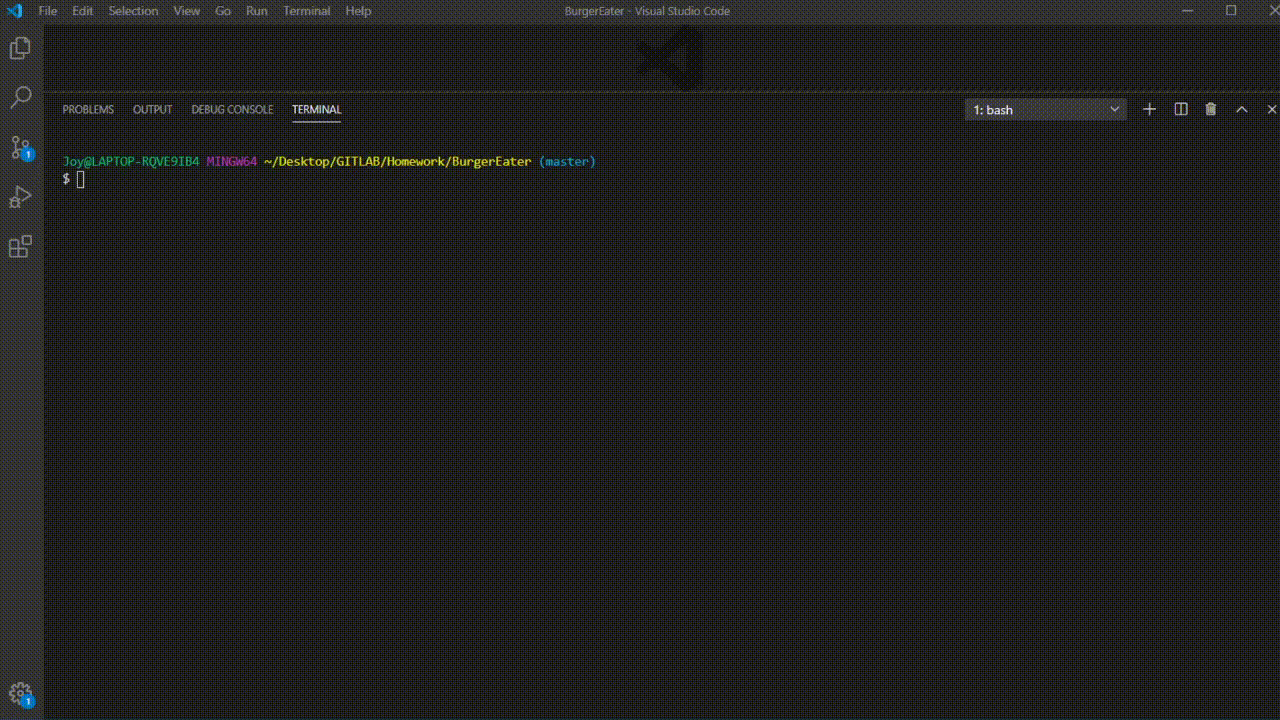 File Edit Selection View Go Run Terminal Help BurgerEater - Visual Studio Code
PROBLEMS OUTPUT DEBUG CONSOLE TERMINAL 1: bash
1
Joy@LAPTOP-RQVE9IB4 MINGW64 ~/Desktop/GITLAB/Homework/BurgerEater (master)
$
1